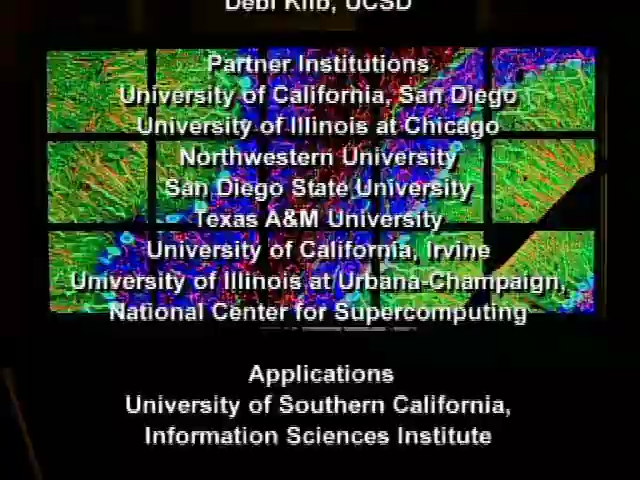 Debi Kilb, UCSD
Partner Institutions
University of California, San Diego
University of Illinois at Chicago
Northwestern University
San Diego State University
Texas A&M University
University of California, Irvine
University of Illinois at Urbana-Champaign,
National Center for Supercomputing
Applications
University of Southern California,
Information Sciences Institute